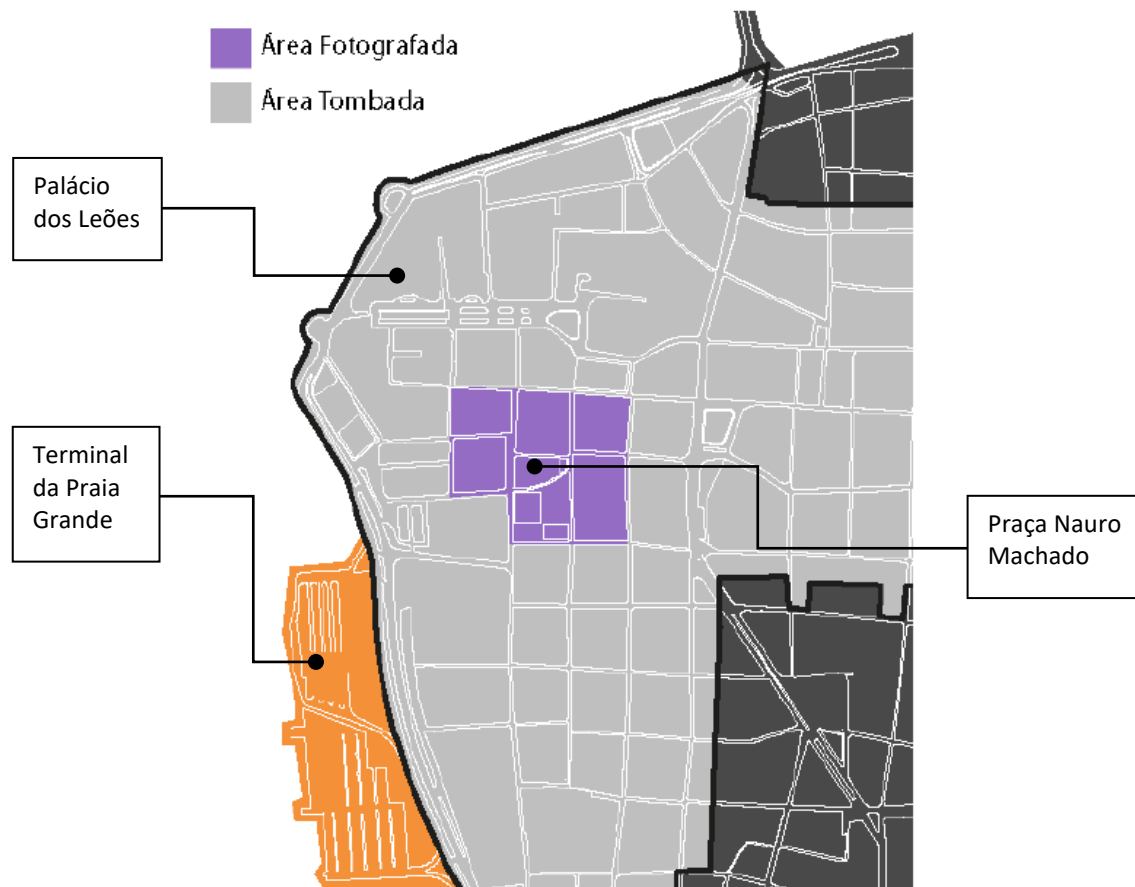 Área Fotografada
Área Tombada
Palácio
dos Leões
Terminal
da Praia
Grande
Praça Nauro
Machado